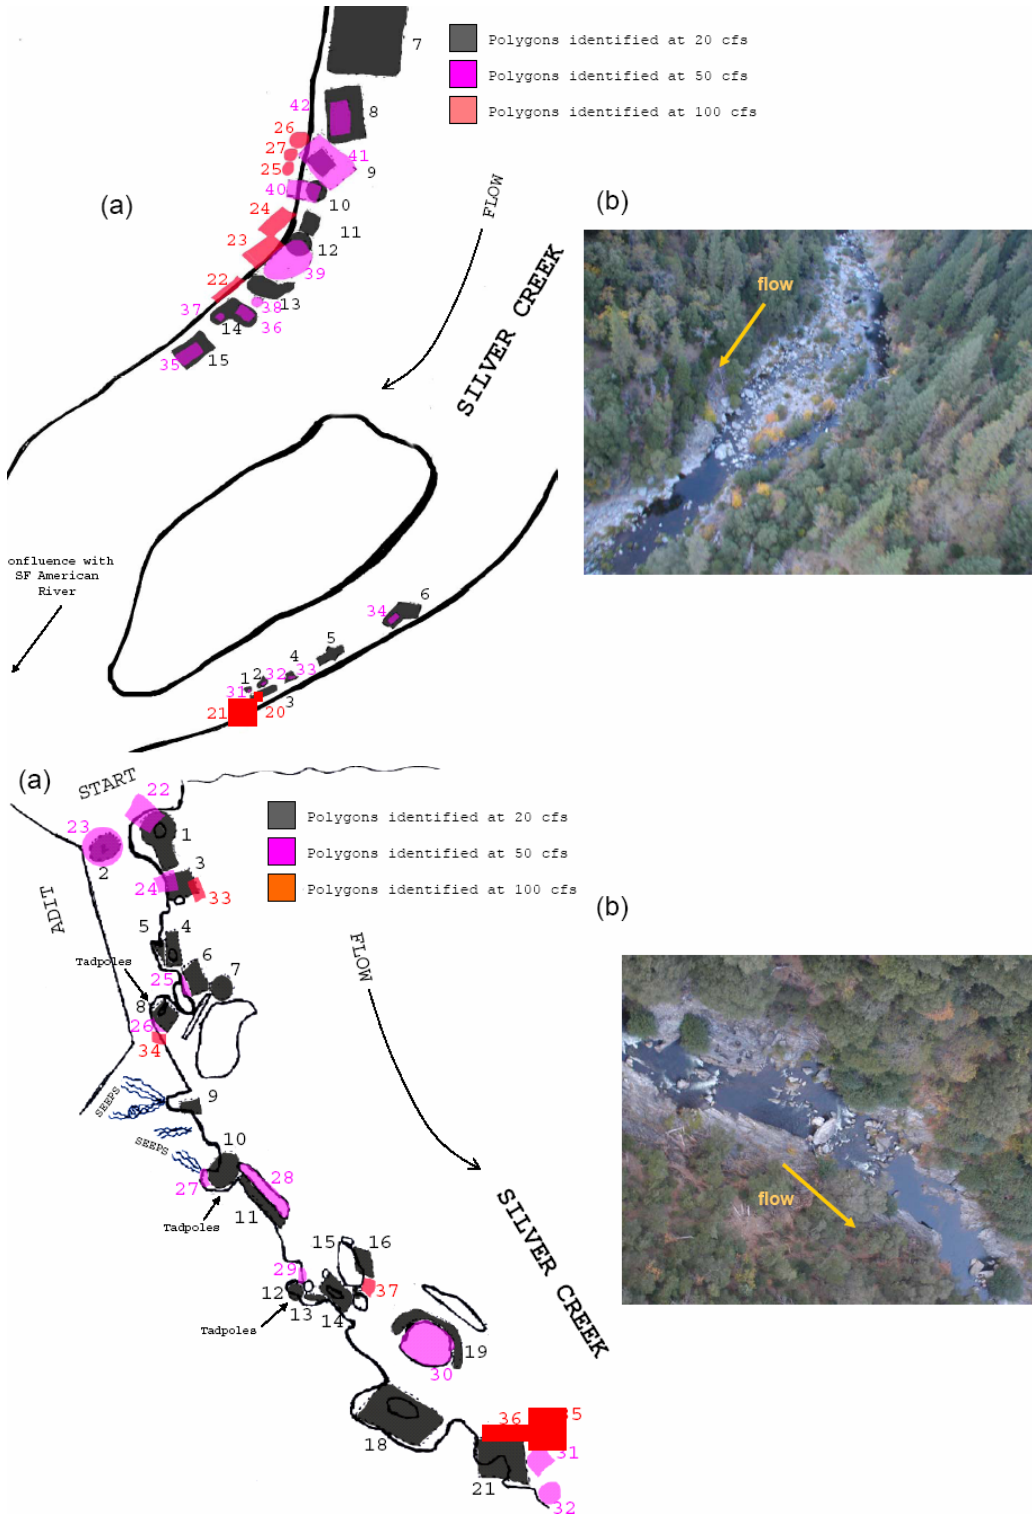 7
Polygons identified at 20 cfs
Polygons identified at 50 cfs
Polygons identified at 100 cfs
42
8
26
27
41
25
9
40
10
(a)
(b)
FLOW
24
11
23
12
39
22
13
38
37
14
36
35
15
SILVER CREEK
flow
onfluence with
SF American
River
6
34
5
4
33
1
2
32
31
3
21
20
(a)
START
22
Polygons identified at 20 cfs
23
1
Polygons identified at 50 cfs
2
3
Polygons identified at 100 cfs
24
33
ADIT
(b)
5
4
FLOW
Tadpoles
6
7
25
8
26
34
SEEPS
9
SEEPS
10
27
28
11
Tadpoles
SILVER CREEK
flow
15
16
29
12
37
13
14
Tadpoles
19
30
36
35
18
31
21
32